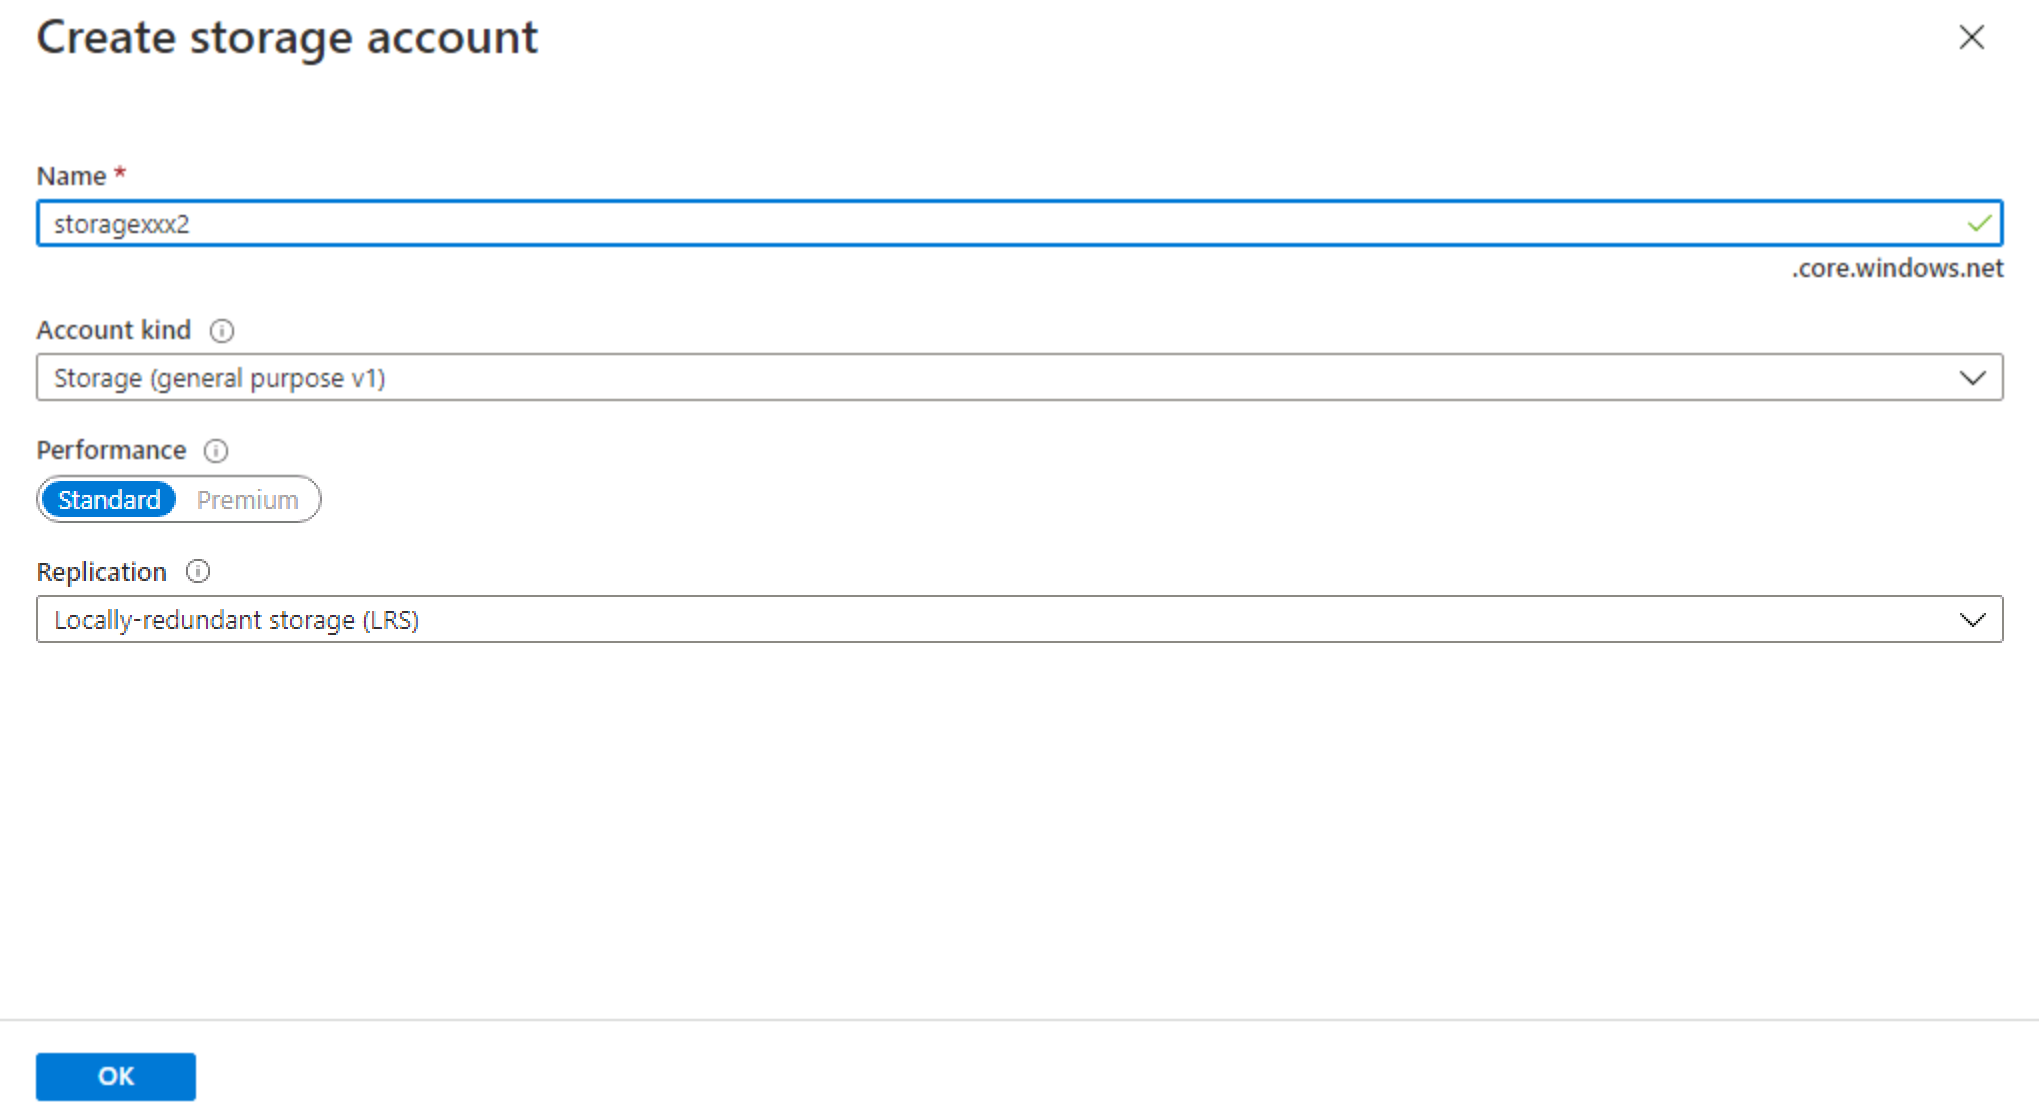 Create storage account
Name *
storagexxx2
.core.windows.net
Account kind
Storage (general purpose v1)
Performance
Standard Premium
Replication
Locally-redundant storage (LRS)
OK